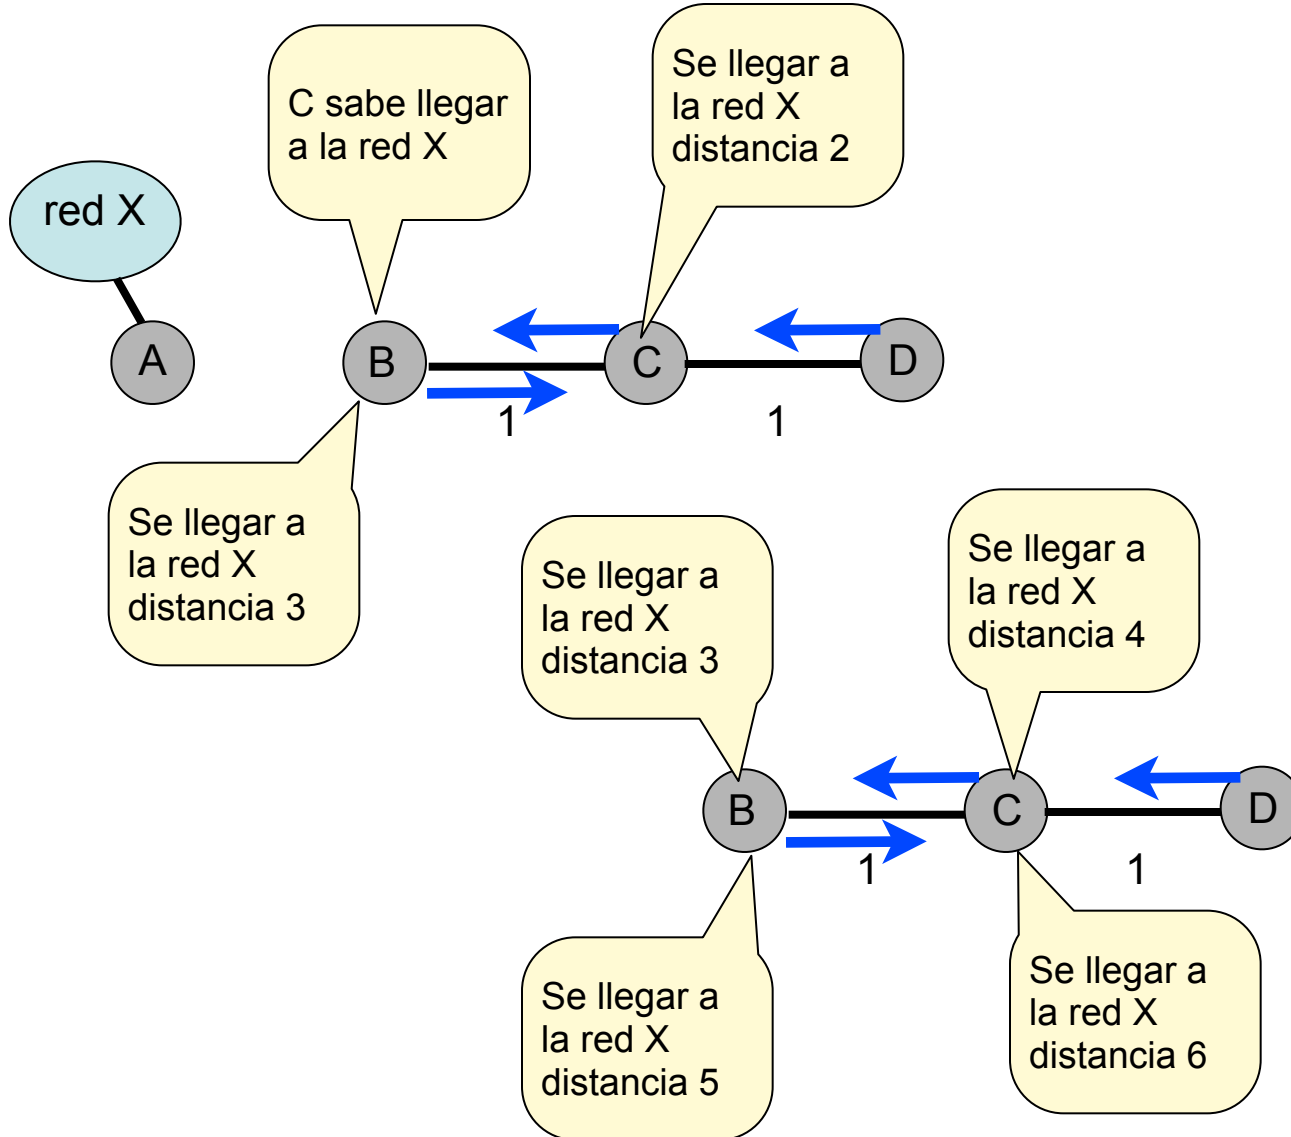 C sabe llegar
a la red X
Se llegar a
la red X
distancia 2
red X
A
B
C
D
1
1
Se llegar a
la red X
distancia 3
Se llegar a
la red X
distancia 3
Se llegar a
la red X
distancia 4
B
C
D
1
1
Se llegar a
la red X
distancia 5
Se llegar a
la red X
distancia 6